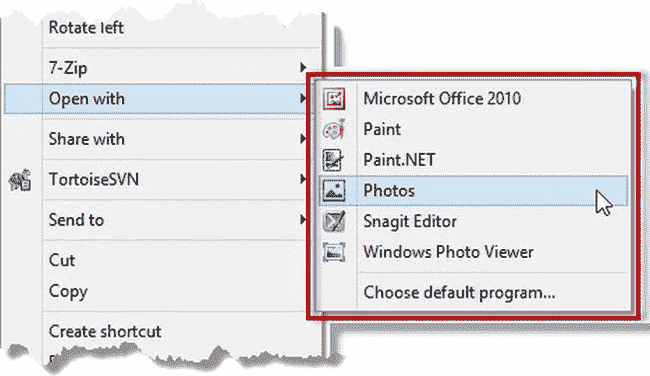 Rotate left
7-Zip
Open with
Share with
TortoiseSVN
Send to
Cut
Copy
Create shortcut
Microsoft Office 2010
Paint
Paint.NET
Photos
Snagit Editor
Windows Photo Viewer
Choose default program...